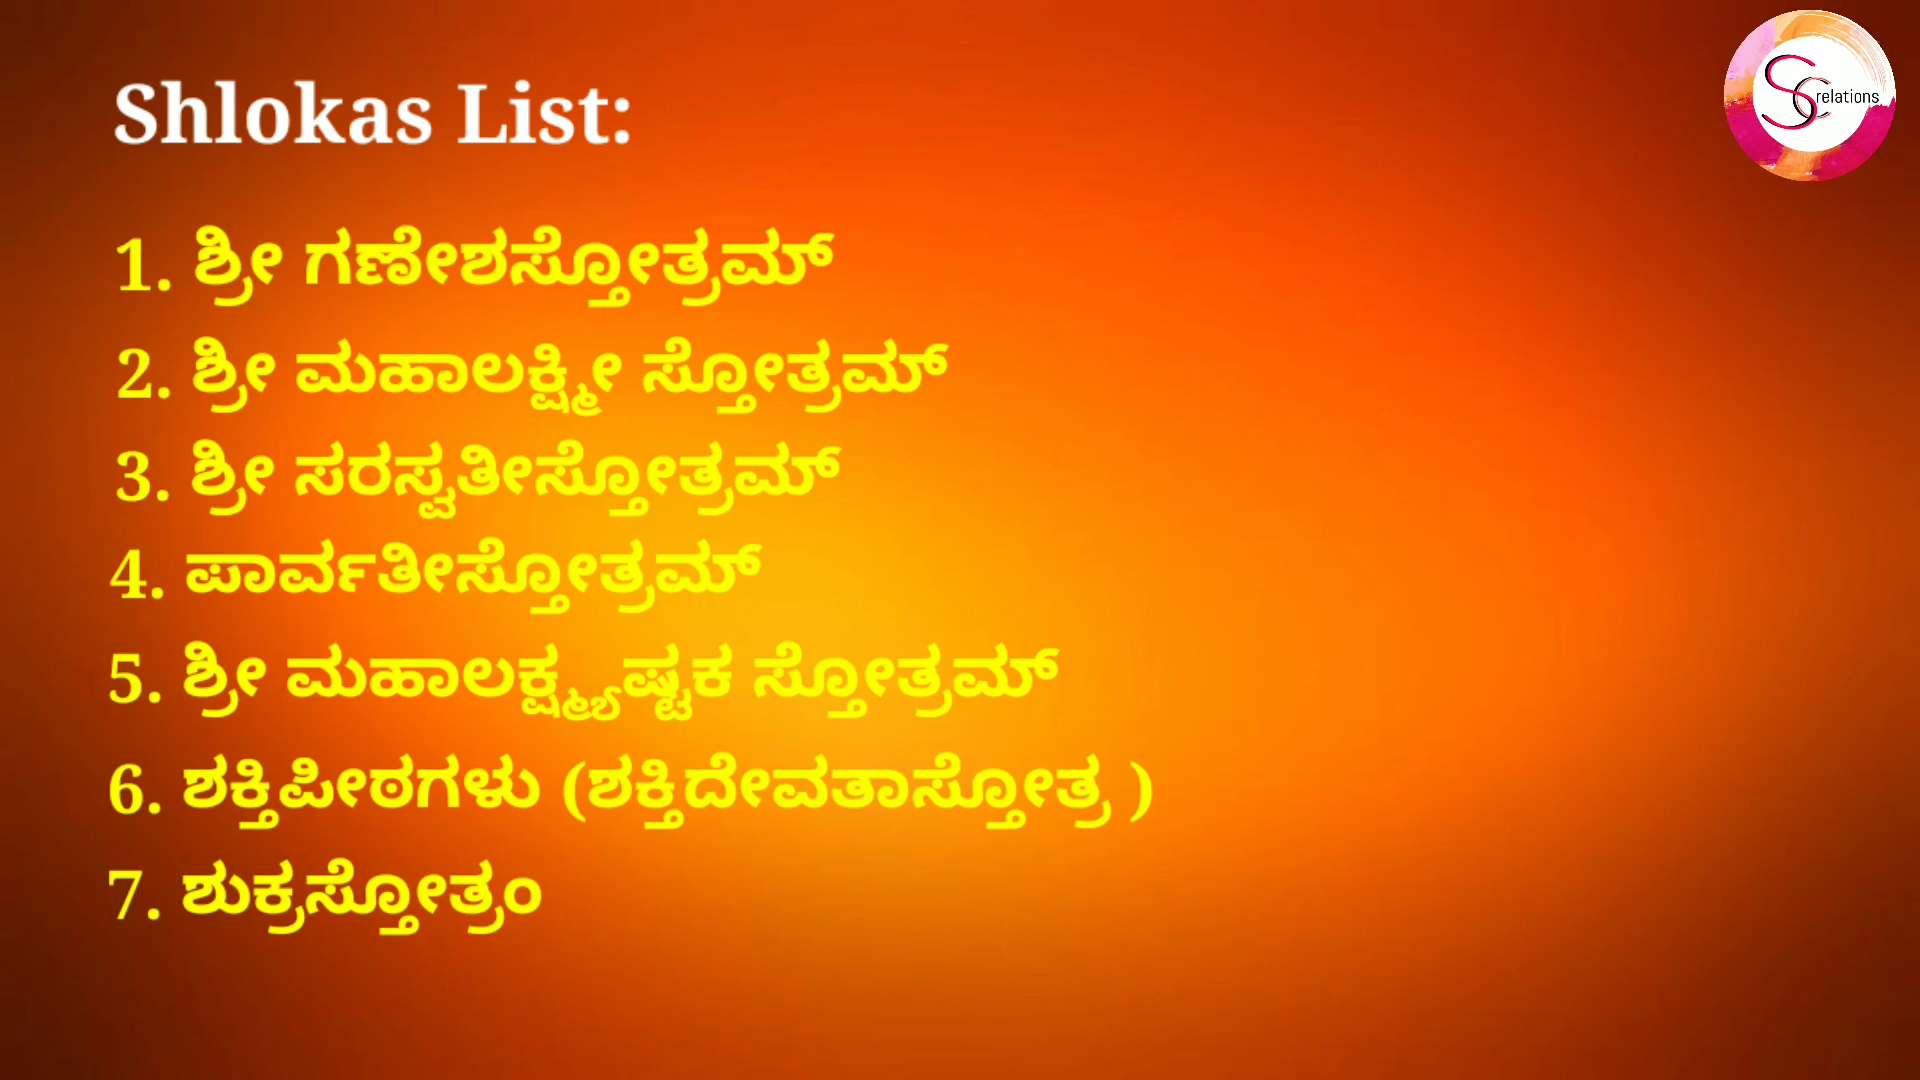 Shlokas List:
SC relations
1. ಶ್ರೀ ಗಣೇಶಸ್ತೋತ್ರಮ್
2. ಶ್ರೀ ಮಹಾಲಕ್ಷ್ಮೀ ಸ್ತೋತ್ರಮ್
3. ಶ್ರೀ ಸರಸ್ವತೀಸ್ತೋತ್ರಮ್
4. ಪಾರ್ವತೀಸ್ತೋತ್ರಮ್
5. ಶ್ರೀ ಮಹಾಲಕ್ಷ್ಮ್ಯಷ್ಟಕ ಸ್ತೋತ್ರಮ್
6. ಶಕ್ತಿಪೀಠಗಳು (ಶಕ್ತಿದೇವತಾಸ್ತೋತ್ರ )
7. ಶುಕ್ರಸ್ತೋತ್ರಂ